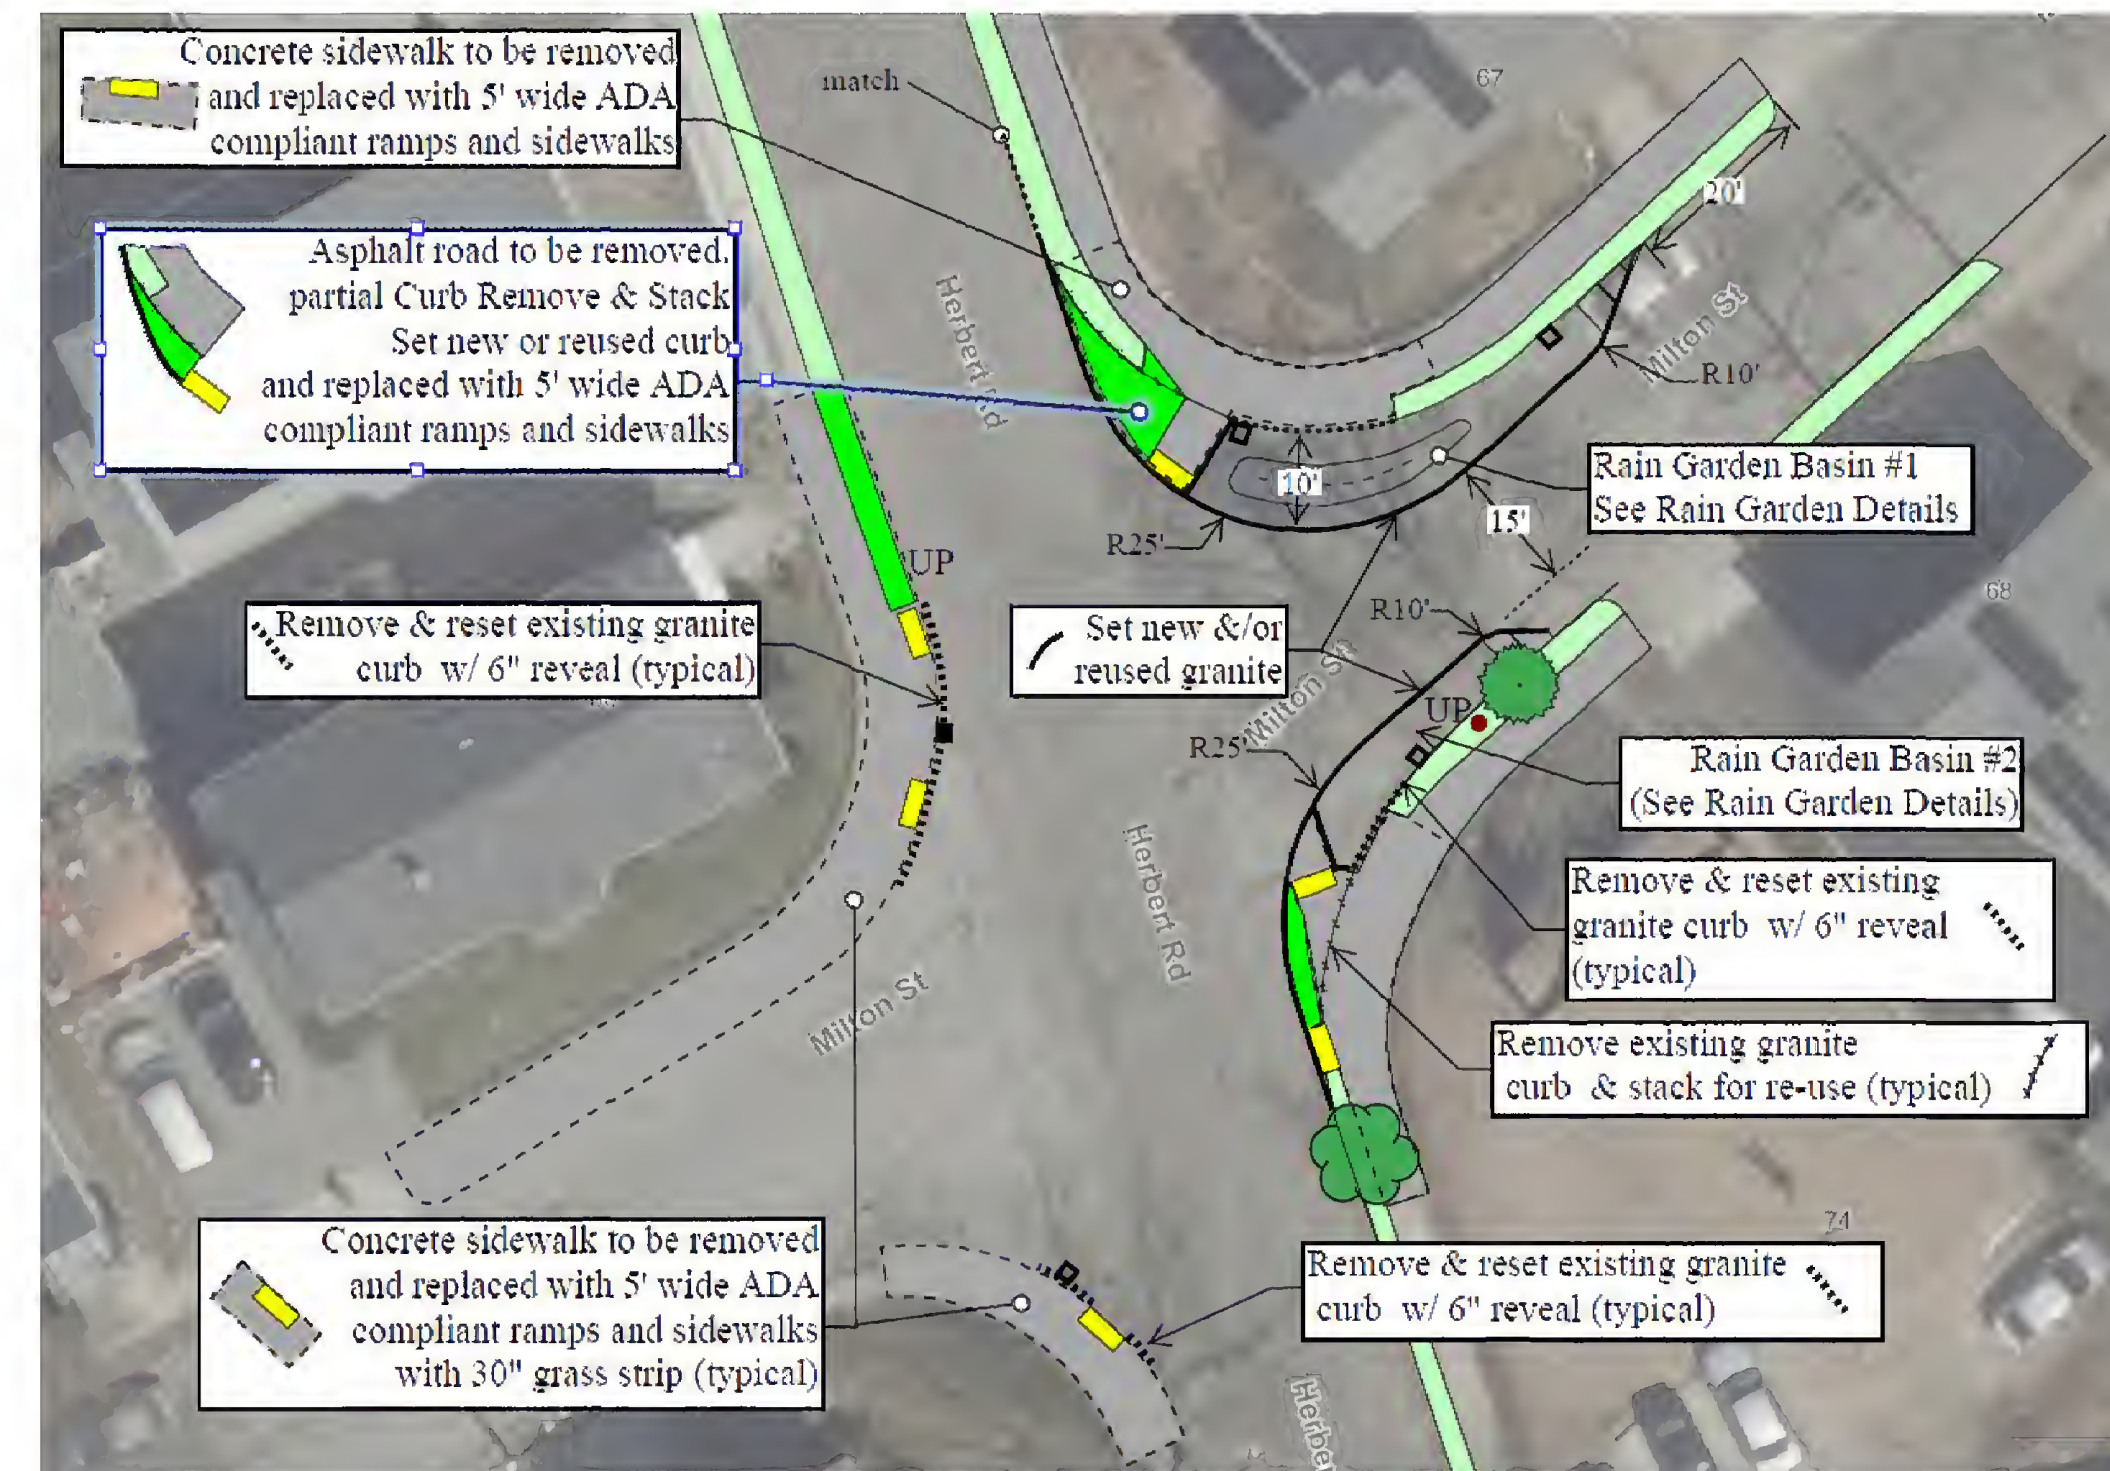 Concrete sidewalk to be removed
and replaced with 5' wide ADA
compliant ramps and sidewalks
match
67
20'
Asphalt road to be removed.
partial Curb Remove & Stack
Set new or reused curb
and replaced with 5' wide ADA
compliant ramps and sidewalks
Herbert Rd
Milton St
R10'
10'
R25'
15'
Rain Garden Basin #1
See Rain Garden Details
UP
68
Remove & reset existing granite
curb w/ 6" reveal (typical)
Set new &/or
reused granite
R10'
Milton St
UP
R25'
Rain Garden Basin #2
(See Rain Garden Details)
Herbert Rd
Remove & reset existing
granite curb w/ 6" reveal
(typical)
Milton St
Remove existing granite
curb & stack for re-use (typical)
74
Concrete sidewalk to be removed
and replaced with 5' wide ADA
compliant ramps and sidewalks
with 30" grass strip (typical)
Remove & reset existing granite
curb w/ 6" reveal (typical)